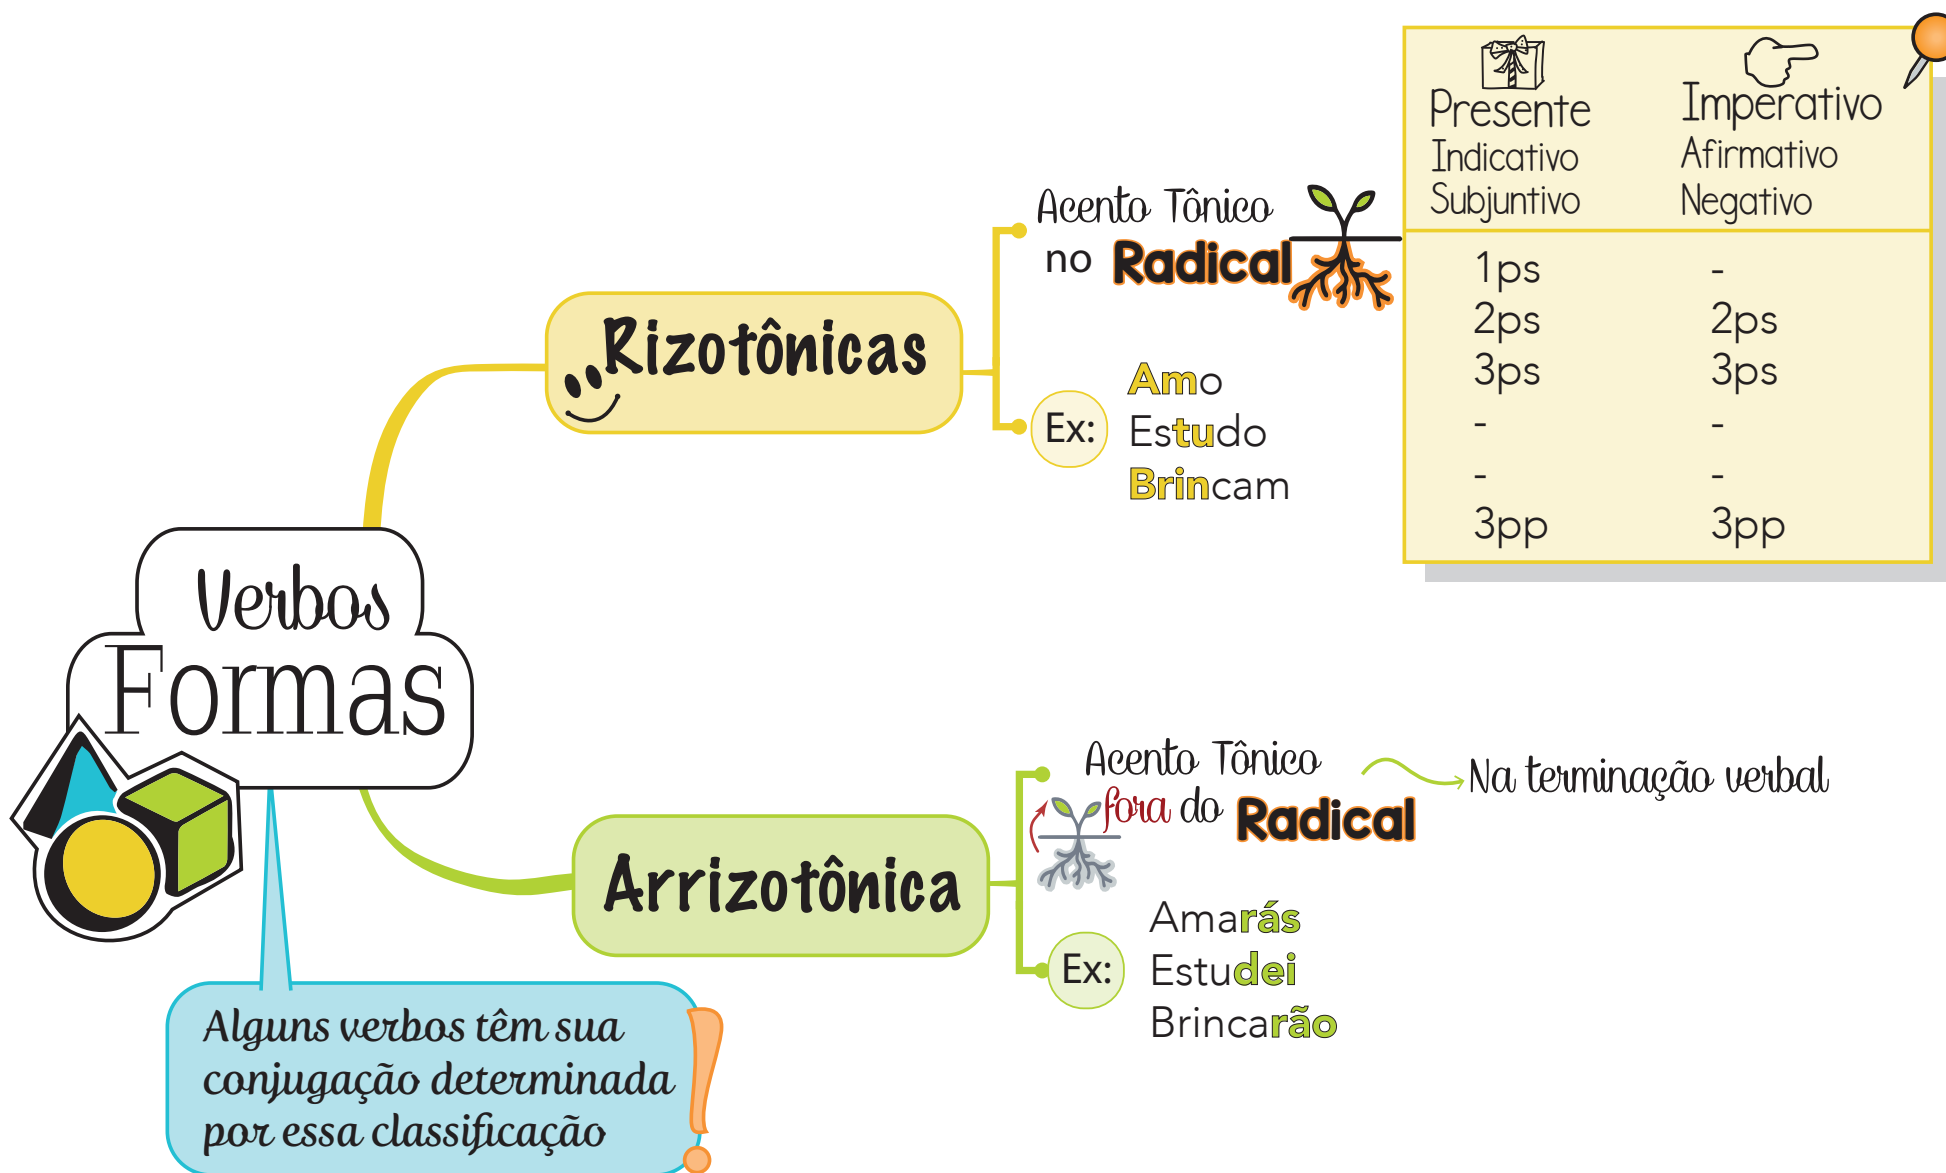 Verbos
Formas
Alguns verbos têm sua
conjugação determinada
por essa classificação
Rizotônicas
Acento Tônico
no Radical
Ex:
Amo
Estudo
Brincam
Presente Imperativo
Indicativo Afirmativo
Subjuntivo Negativo
1ps -
2ps 2ps
3ps 3ps
- -
- -
3pp 3pp
Arrizotônica
Acento Tônico
fora do Radical
Na terminação verbal
Ex:
Amarás
Estudei
Brincarão